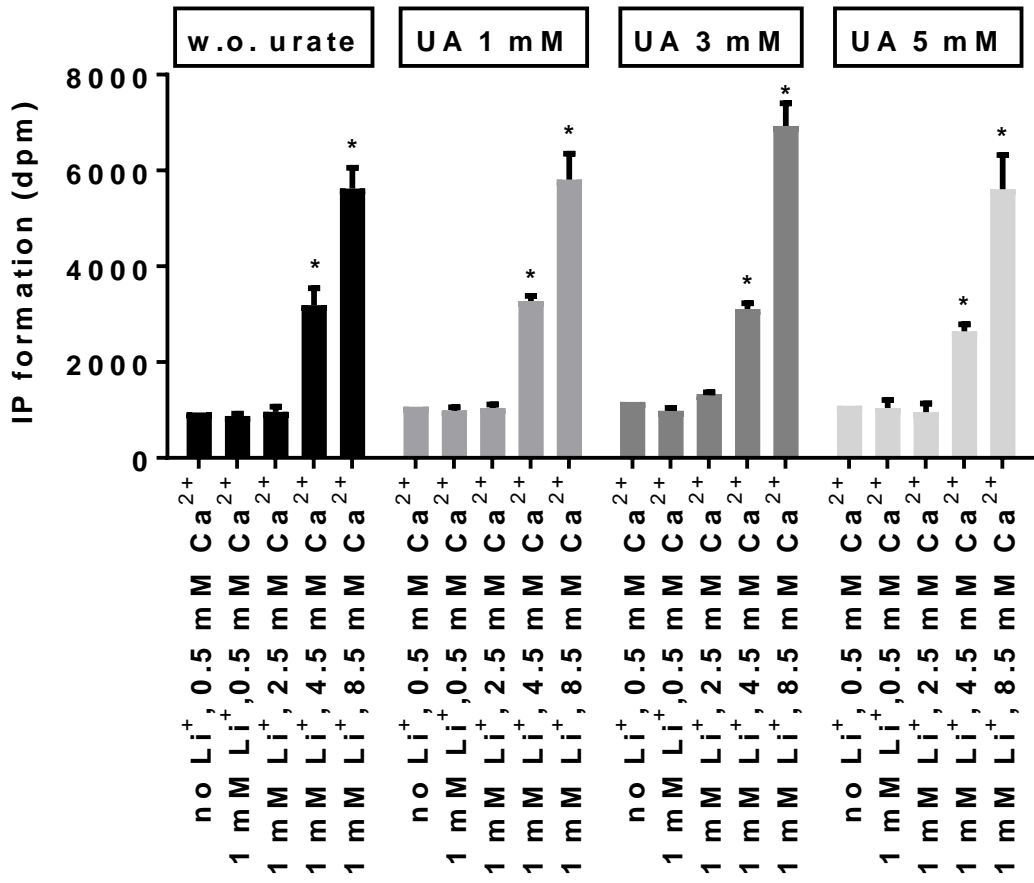 w.o. urate
UA 1 mM
UA 3 mM
UA 5 mM
IP formation (dpm)
8000
6000
4000
2000
0
*
*
*
*
*
*
*
*
no Li⁺,0.5 mM Ca²⁺
1 mM Li⁺,0.5 mM Ca²⁺
1 mM Li⁺,2.5 mM Ca²⁺
1 mM Li⁺,4.5 mM Ca²⁺
1 mM Li⁺,8.5 mM Ca²⁺
no Li⁺,0.5 mM Ca²⁺
1 mM Li⁺,0.5 mM Ca²⁺
1 mM Li⁺,2.5 mM Ca²⁺
1 mM Li⁺,4.5 mM Ca²⁺
1 mM Li⁺,8.5 mM Ca²⁺
no Li⁺,0.5 mM Ca²⁺
1 mM Li⁺,0.5 mM Ca²⁺
1 mM Li⁺,2.5 mM Ca²⁺
1 mM Li⁺,4.5 mM Ca²⁺
1 mM Li⁺,8.5 mM Ca²⁺
no Li⁺,0.5 mM Ca²⁺
1 mM Li⁺,0.5 mM Ca²⁺
1 mM Li⁺,2.5 mM Ca²⁺
1 mM Li⁺,4.5 mM Ca²⁺
1 mM Li⁺,8.5 mM Ca²⁺